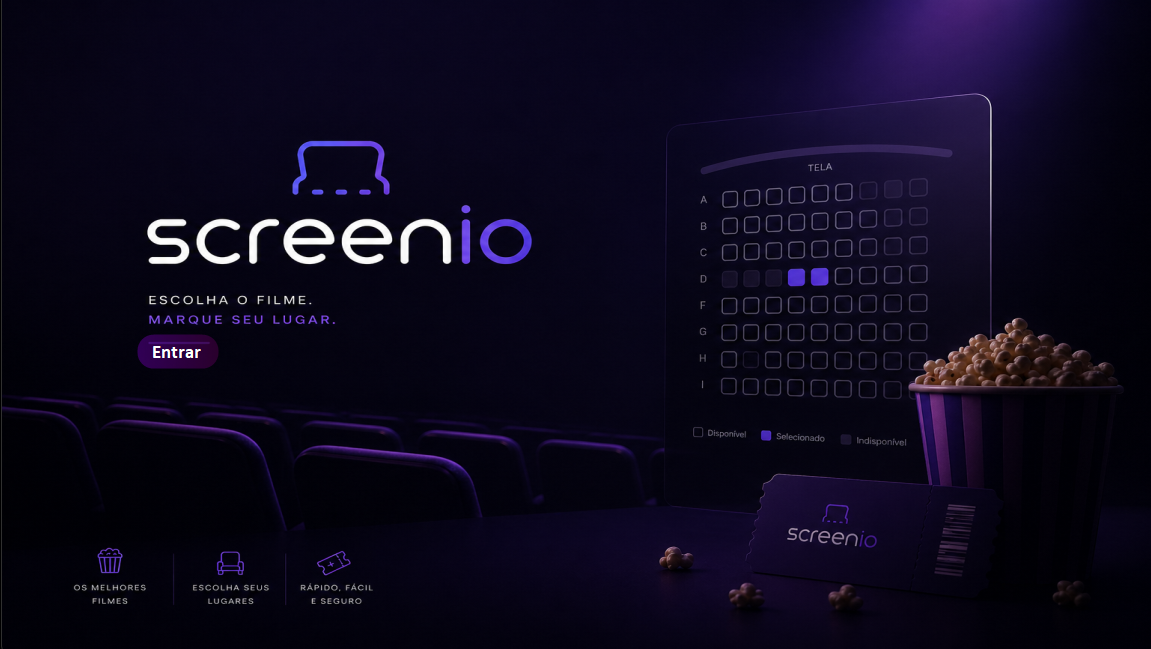 screenio
ESCOLHA O FILME.
MARQUE SEU LUGAR.
Entrar
TELA
A
B
C
D
F
G
H
I
Disponível
Selecionado
Indisponível
screenio
OS MELHORES
FILMES
ESCOLHA SEUS
LUGARES
RÁPIDO, FÁCIL
E SEGURO